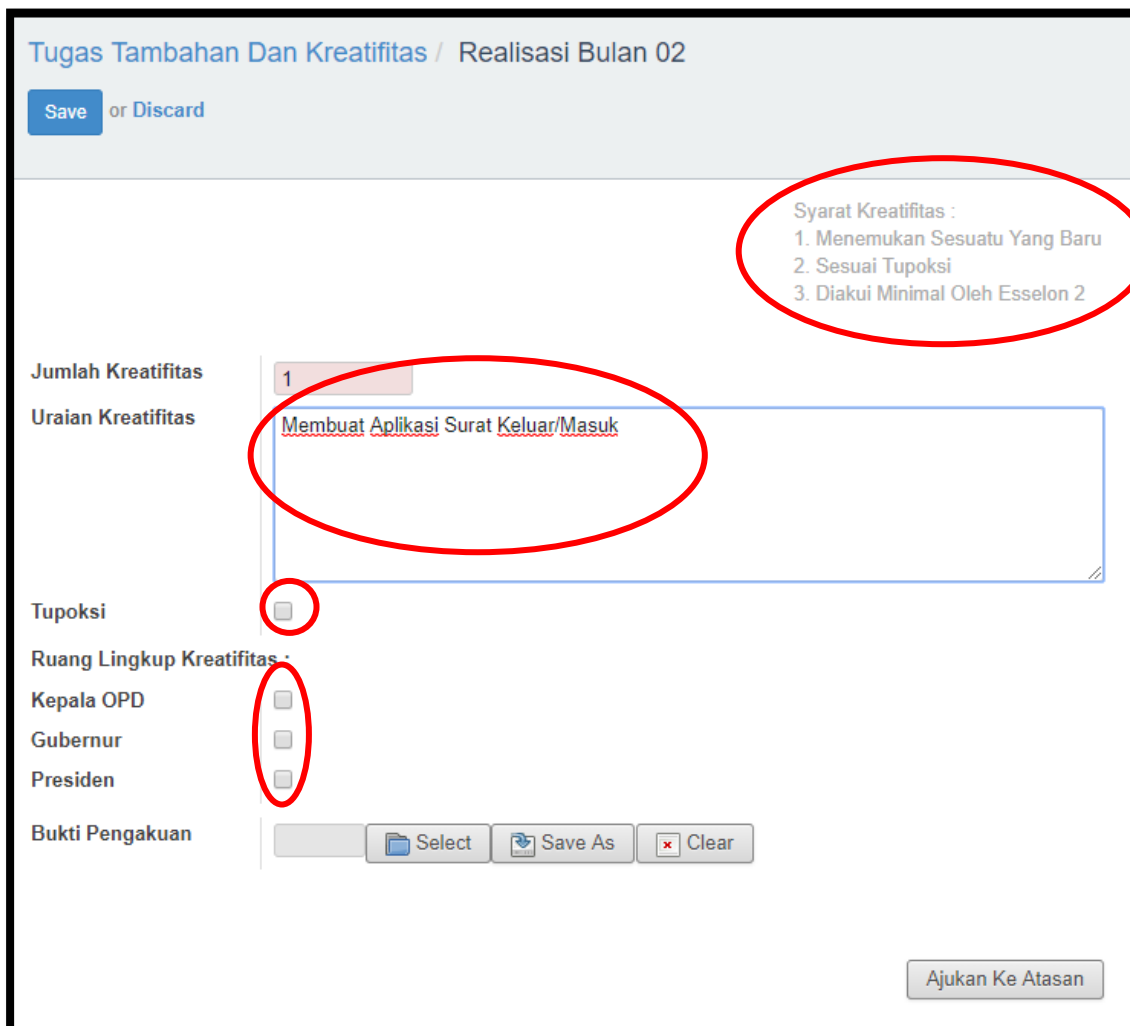 Tugas Tambahan Dan Kreatifitas / Realisasi Bulan 02
Save or Discard
Syarat Kreatifitas :
1. Menemukan Sesuatu Yang Baru
2. Sesuai Tupoksi
3. Diakui Minimal Oleh Esselon 2
Jumlah Kreatifitas 1
Uraian Kreatifitas Membuat Aplikasi Surat Keluar/Masuk
Tupoksi
Ruang Lingkup Kreatifitas :
Kepala OPD
Gubernur
Presiden
Bukti Pengakuan Select Save As Clear
Ajukan Ke Atasan